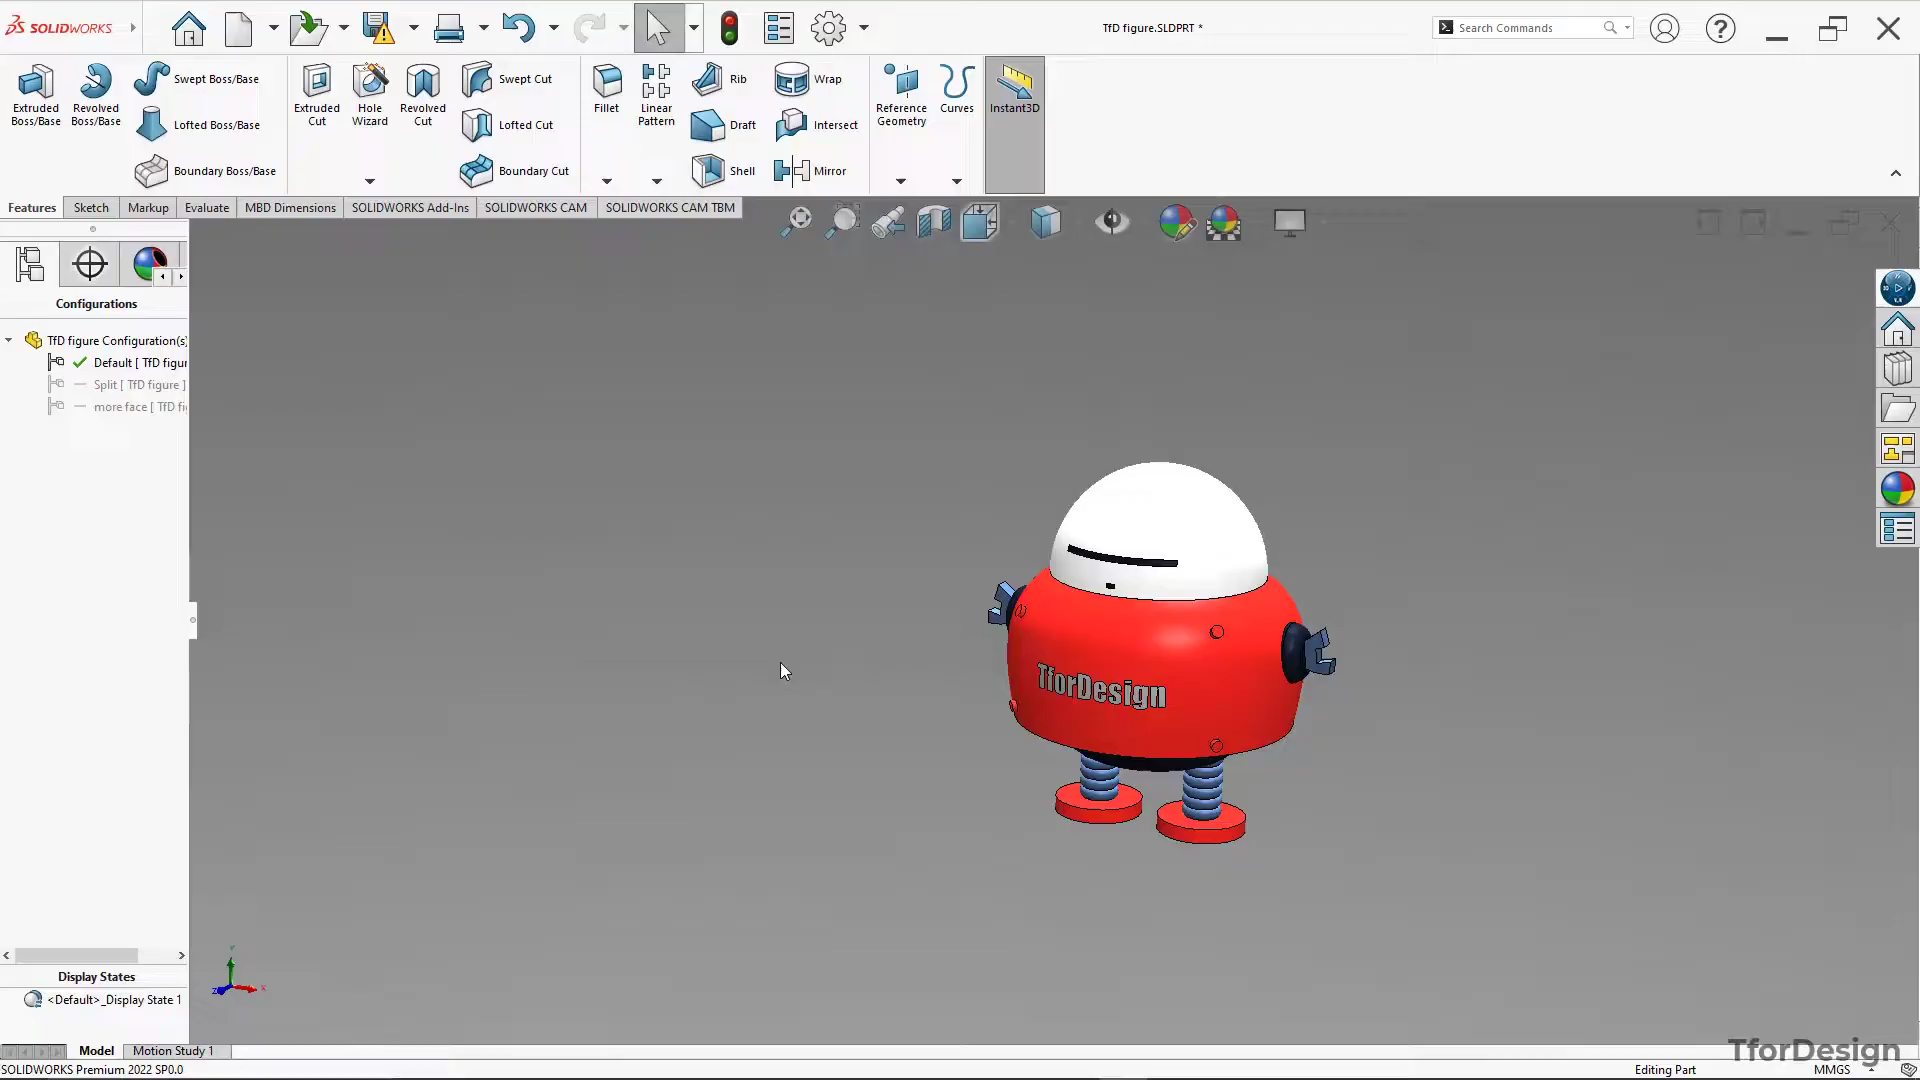 SOLIDWORKS
TfD figure.SLDPRT *
Search Commands
Extruded Boss/Base
Revolved Boss/Base
Swept Boss/Base
Lofted Boss/Base
Boundary Boss/Base
Extruded Cut
Hole Wizard
Revolved Cut
Swept Cut
Lofted Cut
Boundary Cut
Fillet
Linear Pattern
Rib
Draft
Shell
Wrap
Intersect
Mirror
Reference Geometry
Curves
Instant3D
Features
Sketch
Markup
Evaluate
MBD Dimensions
SOLIDWORKS Add-Ins
SOLIDWORKS CAM
SOLIDWORKS CAM TBM
Configurations
TfD figure Configuration(s)
Default [ TfD figur
Split [ TfD figure ]
more face [ TfD fi
TforDesign
Display States
<Default>_Display State 1
Model
Motion Study 1
TforDesign
SOLIDWORKS Premium 2022 SP0.0
Editing Part
MMGS